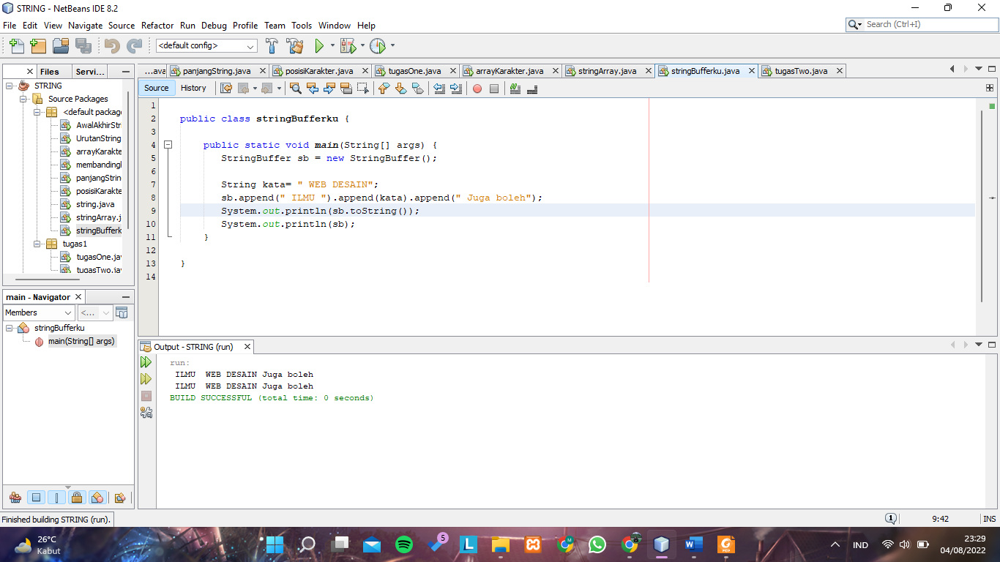 STRING - NetBeans IDE 8.2
File Edit View Navigate Source Refactor Run Debug Profile Team Tools Window Help
Search (Ctrl+I)
<default config>
Files Servi...
STRING
Source Packages
<default packag
AwalAkhirStr
UrutanString
arrayKarakte
membandingk
panjangStrin
posisiKarakte
string.java
stringArray.j
stringBufferk
tugas1
tugasOne.jav
tugasTwo.jav
main - Navigator
Members <...
stringBufferku
main(String[] args)
...ava panjangString.java posisiKarakter.java tugasOne.java arrayKarakter.java stringArray.java stringBufferku.java tugasTwo.java
Source History
1
2 public class stringBufferku {
3
4 public static void main(String[] args) {
5 StringBuffer sb = new StringBuffer();
6
7 String kata= " WEB DESAIN";
8 sb.append(" ILMU ").append(kata).append(" Juga boleh");
9 System.out.println(sb.toString());
10 System.out.println(sb);
11 }
12
13 }
14
Output - STRING (run)
run:
ILMU  WEB DESAIN Juga boleh
ILMU  WEB DESAIN Juga boleh
BUILD SUCCESSFUL (total time: 0 seconds)
Finished building STRING (run).
1
9:42 INS
26°C
Kabut
5
L
M
W
PDF
IND
23:29
04/08/2022